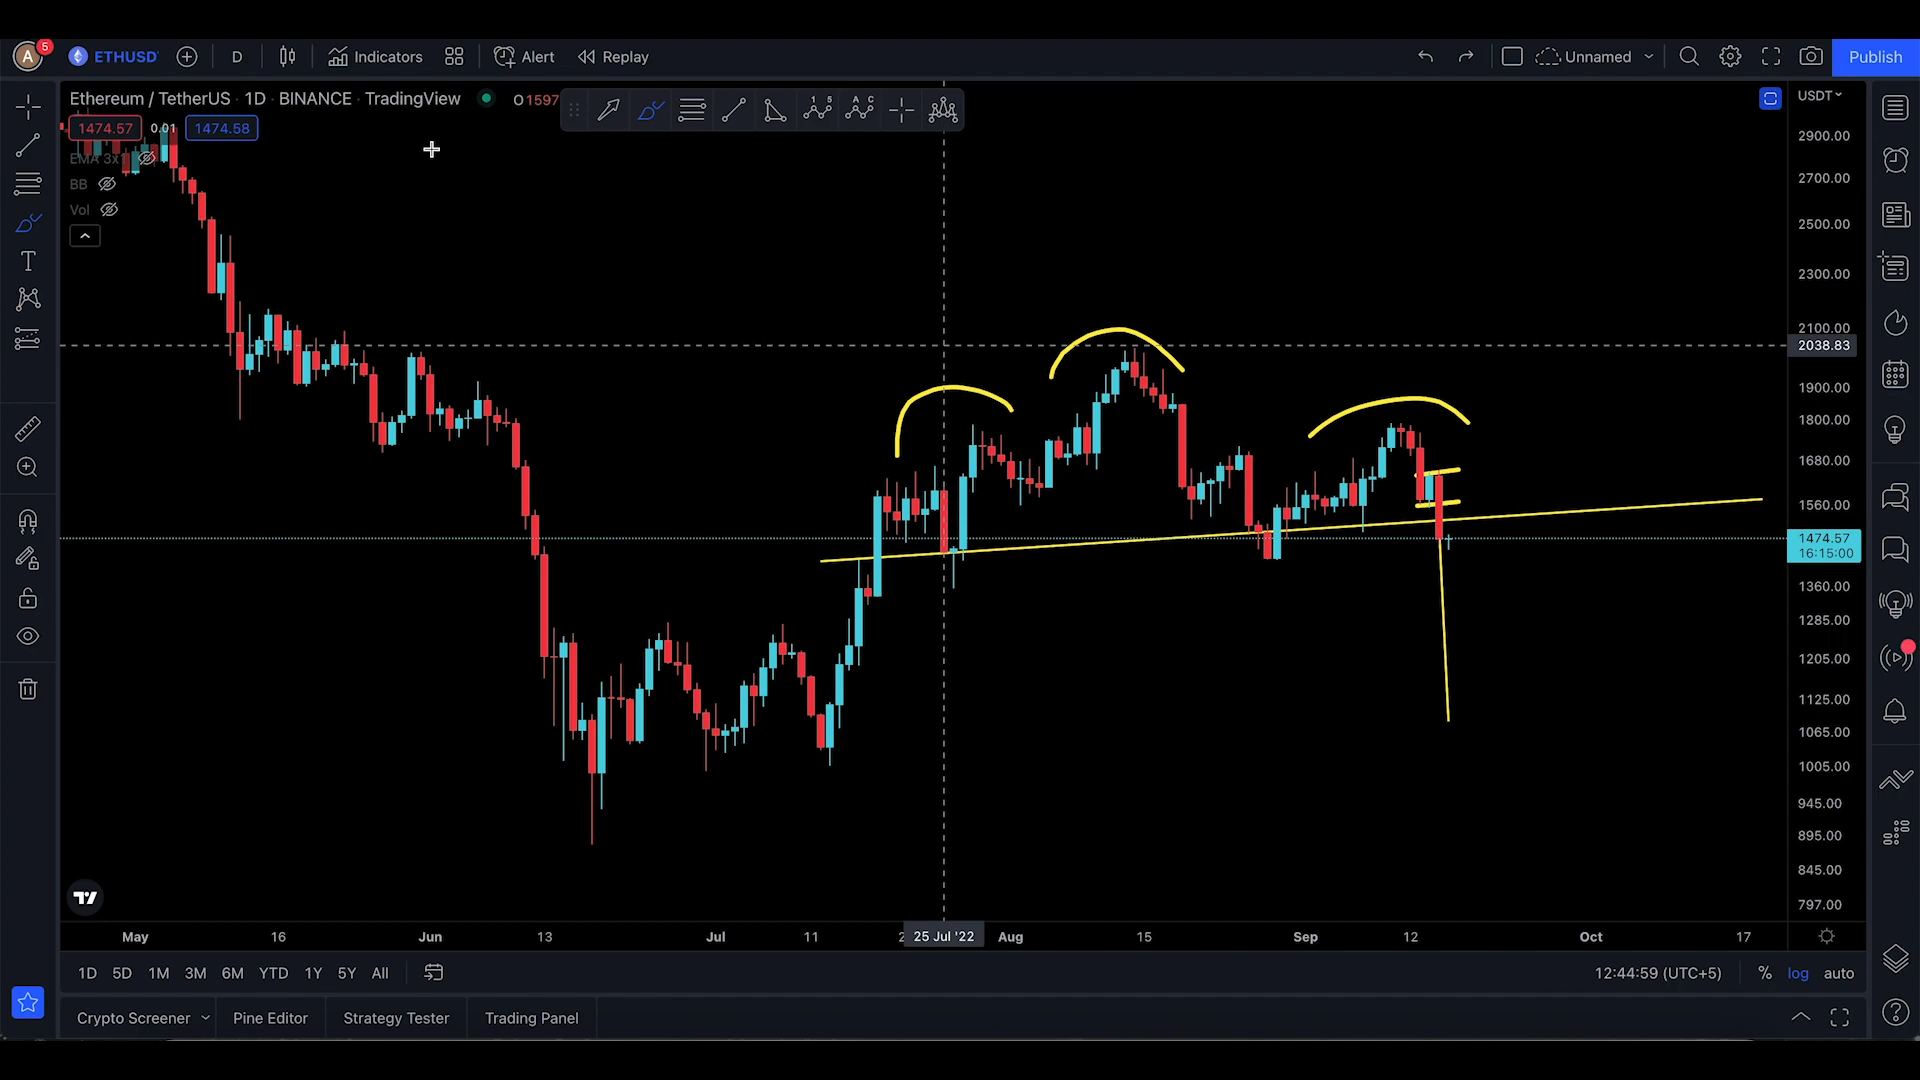 A 5 ETHUSD D Indicators Alert Replay Unnamed Publish
Ethereum / TetherUS · 1D · BINANCE · TradingView O1597
1474.57 0.01 1474.58
BB
Vol
USDT
2900.00
2700.00
2500.00
2300.00
2100.00
2038.83
1900.00
1800.00
1680.00
1560.00
1474.57
16:15:00
1360.00
1285.00
1205.00
1125.00
1065.00
1005.00
945.00
895.00
845.00
797.00
May 16 Jun 13 Jul 11 25 Jul '22 Aug 15 Sep 12 Oct 17
1D 5D 1M 3M 6M YTD 1Y 5Y All 12:44:59 (UTC+5) % log auto
Crypto Screener Pine Editor Strategy Tester Trading Panel